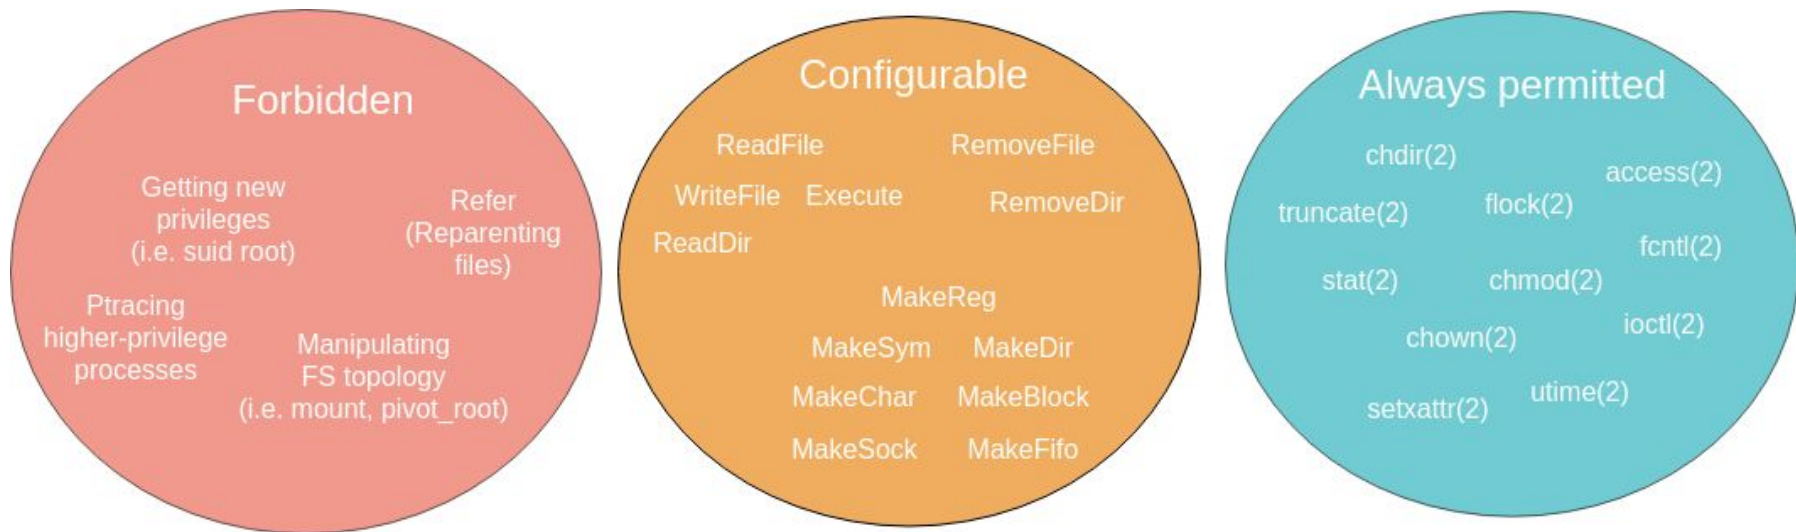 Forbidden
Getting new
privileges
(i.e. suid root)
Refer
(Reparenting
files)
Ptracing
higher-privilege
processes
Manipulating
FS topology
(i.e. mount, pivot_root)
Configurable
ReadFile
RemoveFile
WriteFile
Execute
RemoveDir
ReadDir
MakeReg
MakeSym
MakeDir
MakeChar
MakeBlock
MakeSock
MakeFifo
Always permitted
chdir(2)
access(2)
truncate(2)
flock(2)
fcntl(2)
stat(2)
chmod(2)
ioctl(2)
chown(2)
utime(2)
setxattr(2)